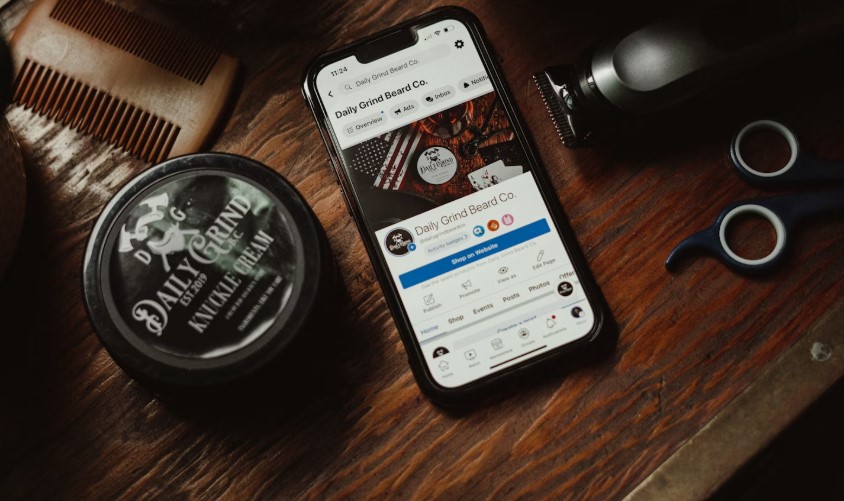 D G
DAILY GRIND
EST.2019
KNUCKLE CREAM
11:24
Daily Grind Beard Co.
Daily Grind Beard Co.
Overview
Ads
Inbox
DAILY GRIND
Daily Grind Beard Co.
Activity badges
Shop on Website
Publish
Promote
View as
Edit Page
Home
Shop
Events
Posts
Photos
Offer